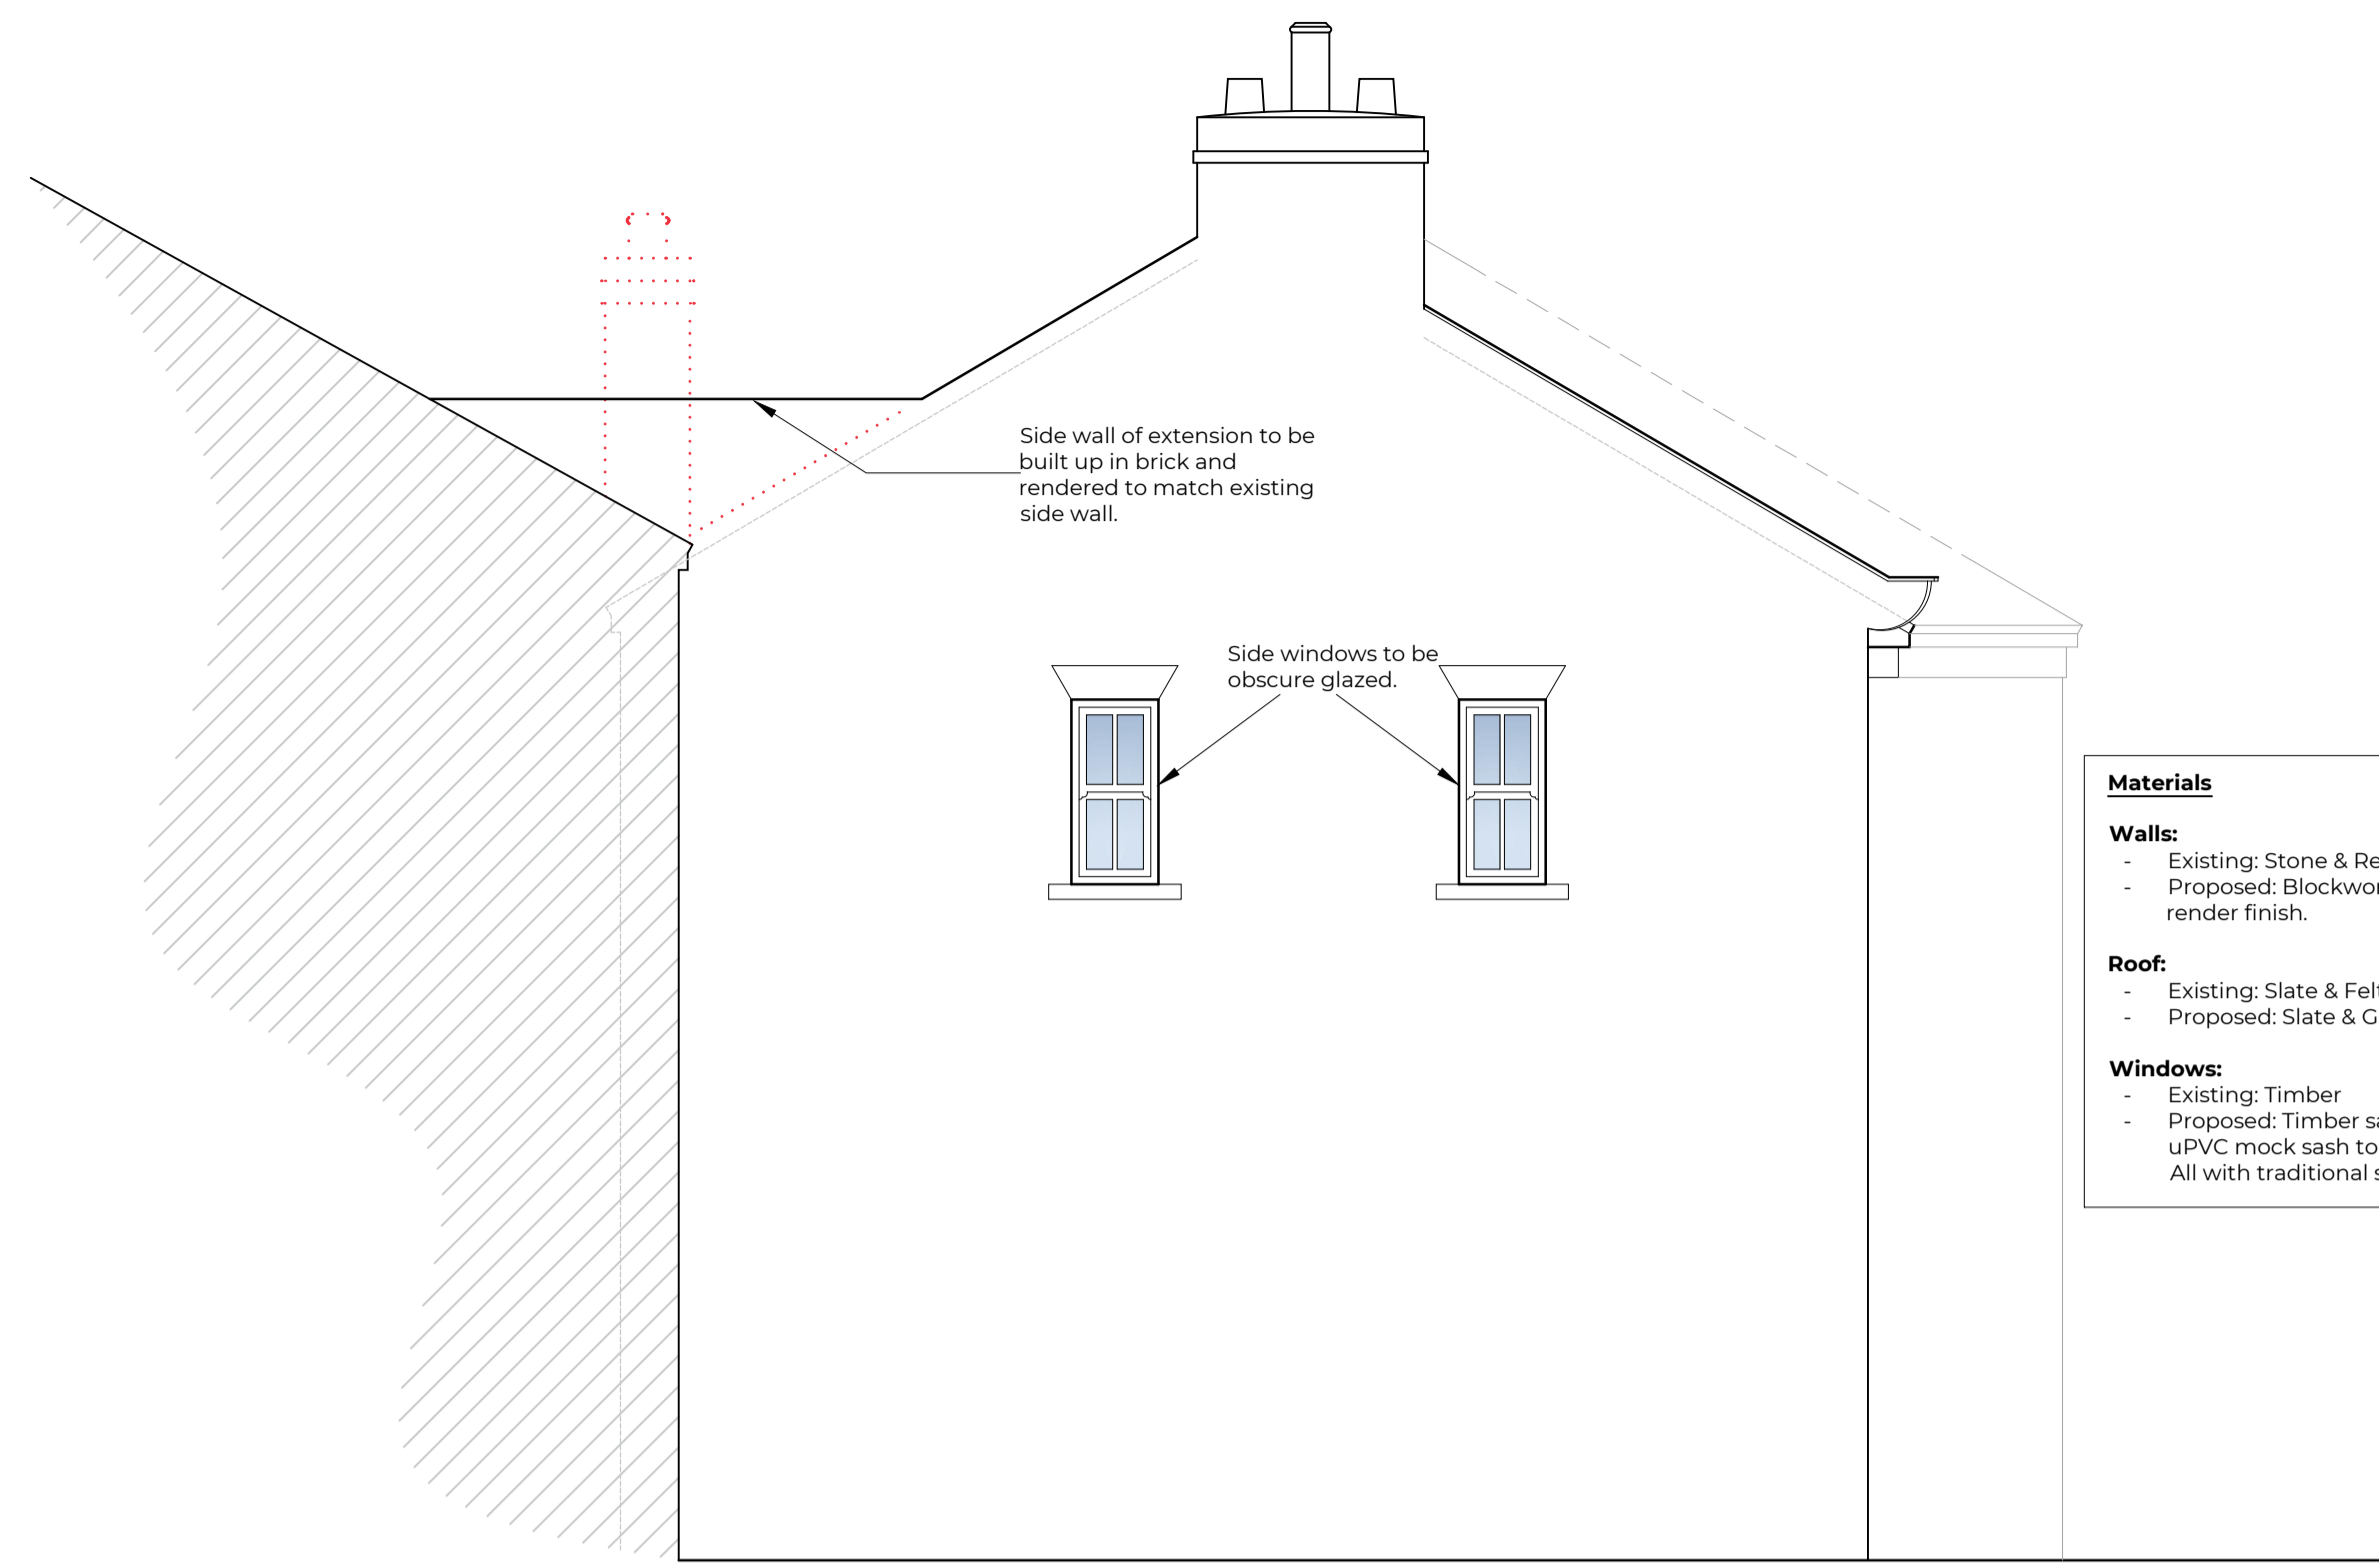 Side wall of extension to be
built up in brick and
rendered to match existing
side wall.
Side windows to be
obscure glazed.
Materials
Walls:
- Existing: Stone &
- Proposed:
render finish.
Roof:
- Existing: Slate &
- Proposed: Slate &
Windows:
- Existing: Timber
- Proposed: Timber
uPVC mock sash to
All with traditional